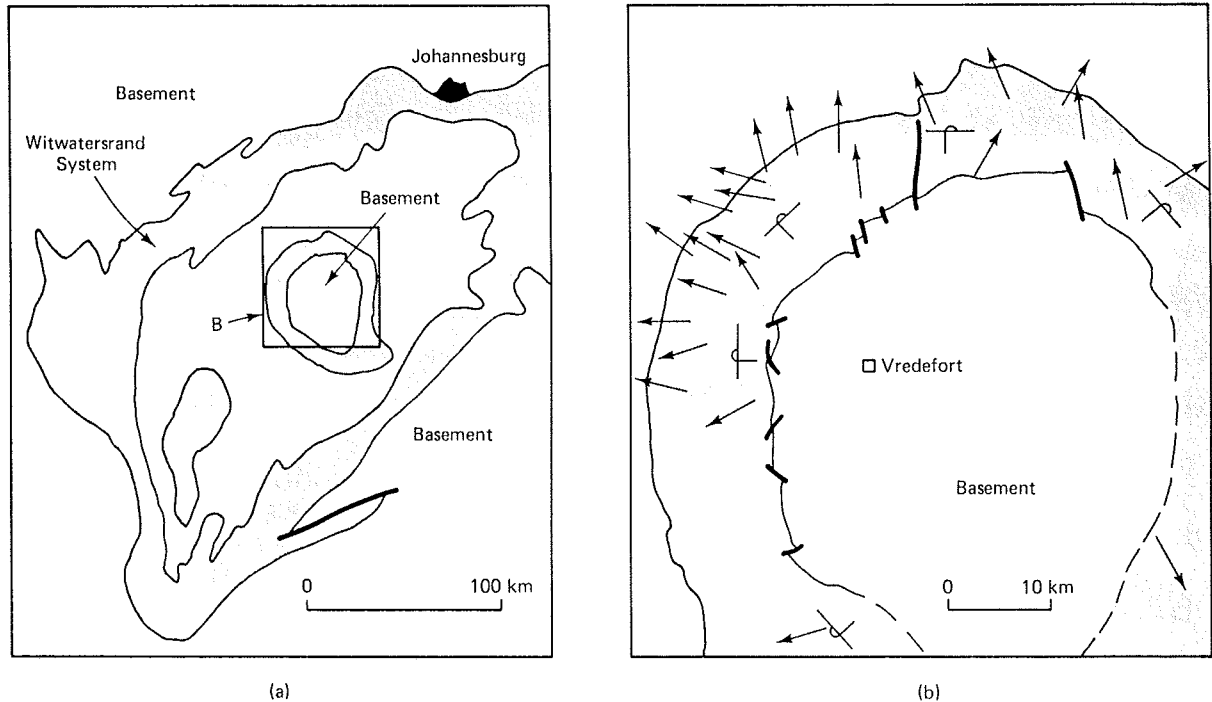 Johannesburg
Basement
Witwatersrand
System
Basement
B
Basement
0
100 km
(a)
Vredefort
Basement
0
10 km
(b)